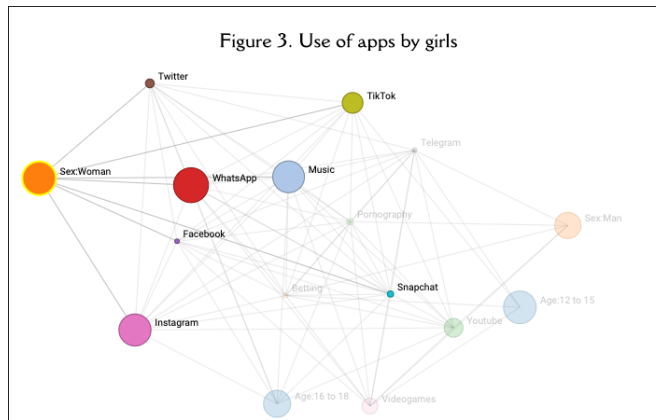 Figure 3. Use of apps by girls
Twitter
TikTok
Telegram
Sex:Woman
WhatsApp
Music
Pornography
Sex:Man
Facebook
Betting
Snapchat
Age:12 to 15
Instagram
Youtube
Age:16 to 18
Videogames